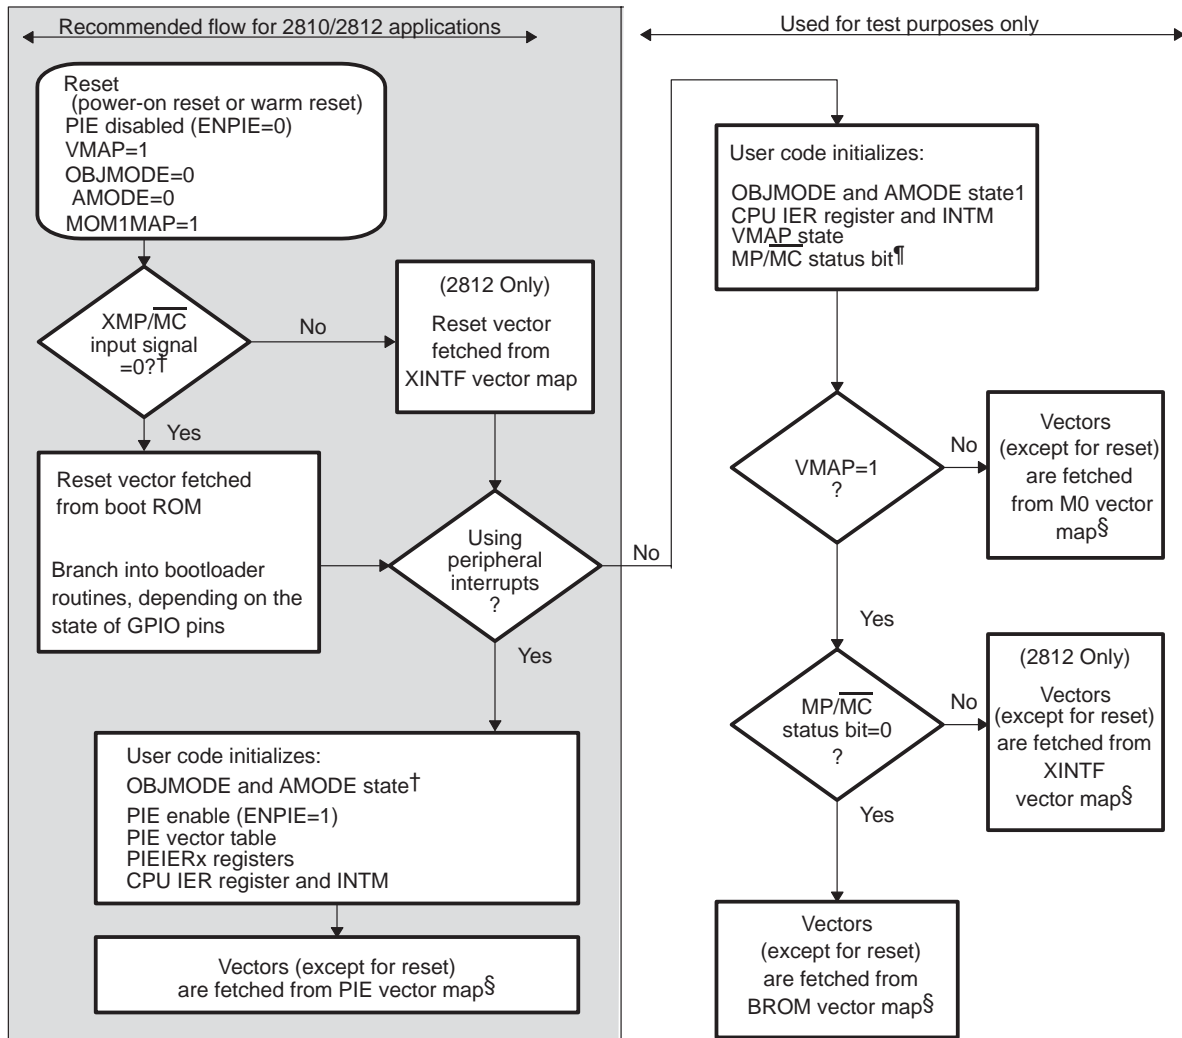 Recommended flow for 2810/2812 applications
Used for test purposes only
Reset
(power-on reset or warm reset)
PIE disabled (ENPIE=0)
VMAP=1
OBJMODE=0
AMODE=0
MOM1MAP=1
XMP/M̅C̅
input signal
=0?†
No
Yes
(2812 Only)
Reset vector
fetched from
XINTF vector map
Reset vector fetched
from boot ROM
Branch into bootloader
routines, depending on the
state of GPIO pins
Using
peripheral
interrupts
?
No
Yes
User code initializes:
OBJMODE and AMODE state†
PIE enable (ENPIE=1)
PIE vector table
PIEIERx registers
CPU IER register and INTM
Vectors (except for reset)
are fetched from PIE vector map§
User code initializes:
OBJMODE and AMODE state1
CPU IER register and INTM
VMAP state
MP/M̅C̅ status bit¶
VMAP=1
?
No
Yes
Vectors
(except for reset)
are fetched
from M0 vector
map§
MP/M̅C̅
status bit=0
?
No
Yes
(2812 Only)
Vectors
(except for reset)
are fetched from
XINTF
vector map§
Vectors
(except for reset)
are fetched from
BROM vector map§